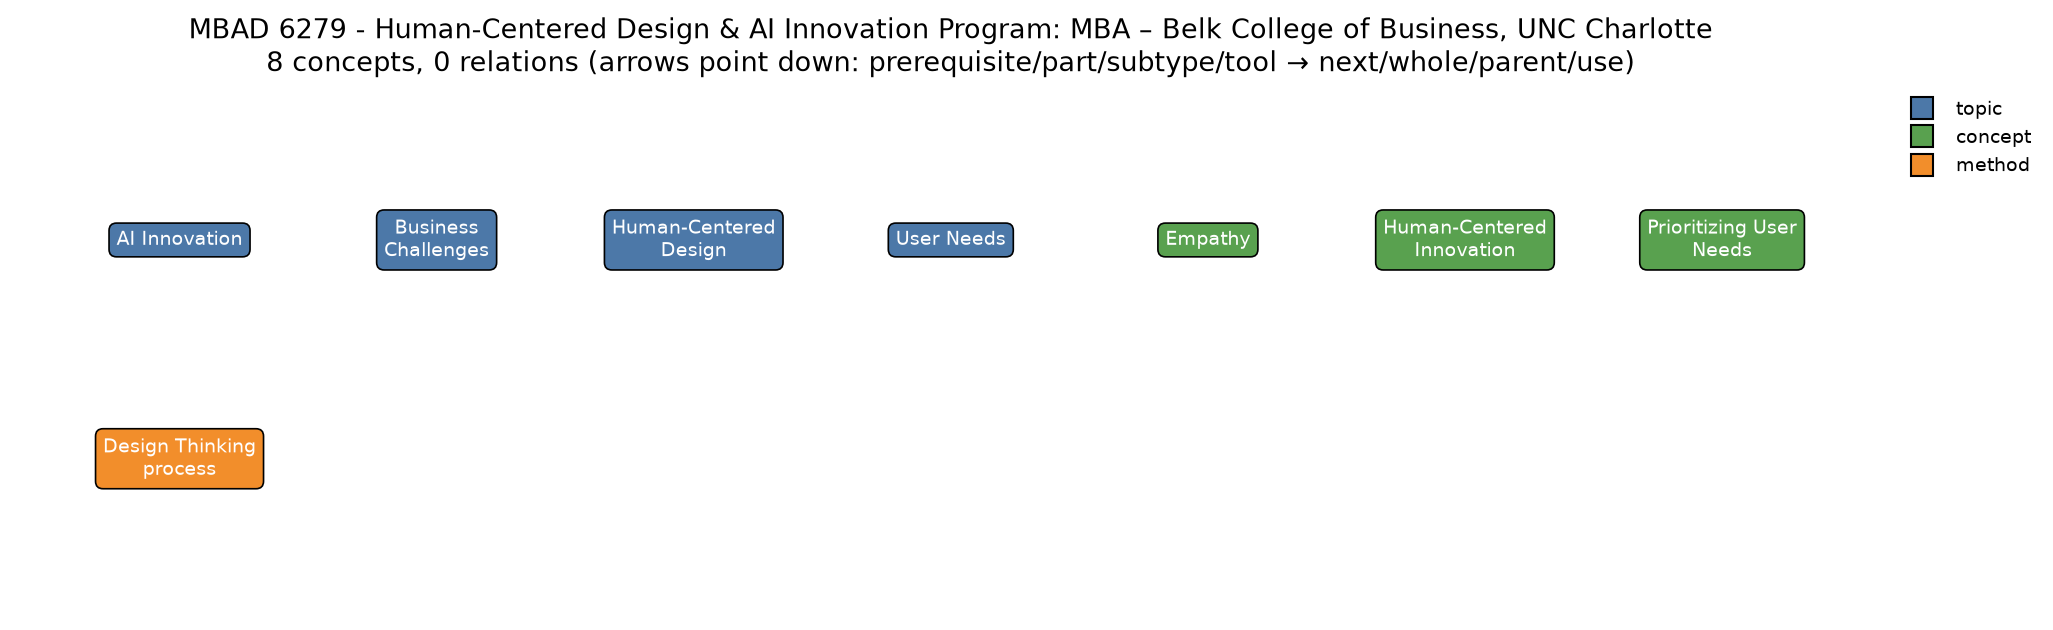 MBAD 6279 - Human-Centered Design & AI Innovation Program: MBA – Belk College of Business, UNC Charlotte
8 concepts, 0 relations (arrows point down: prerequisite/part/subtype/tool → next/whole/parent/use)
topic
concept
method
AI Innovation
Business
Challenges
Human-Centered
Design
User Needs
Empathy
Human-Centered
Innovation
Prioritizing User
Needs
Design Thinking
process